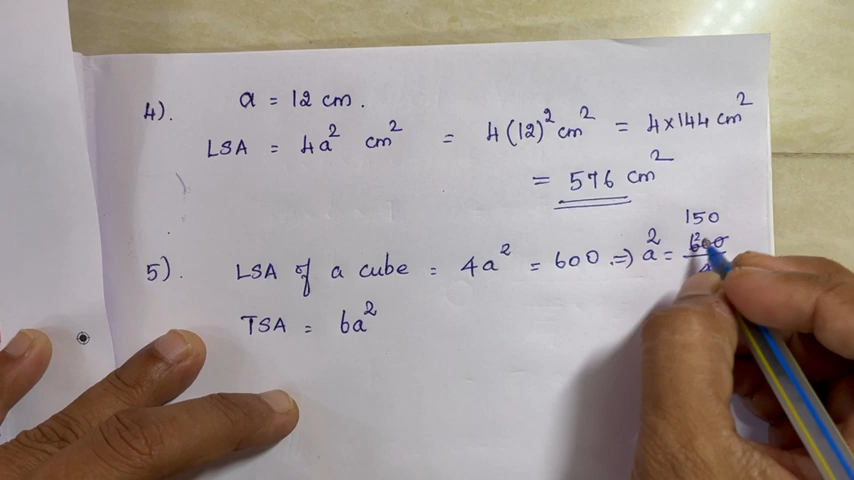 4). a = 12 cm.
LSA = 4a² cm² = 4(12)² cm² = 4×144 cm²
= 576 cm²
150
5). LSA of a cube = 4a² = 600 .⇒ a² = 600/4
TSA = 6a²